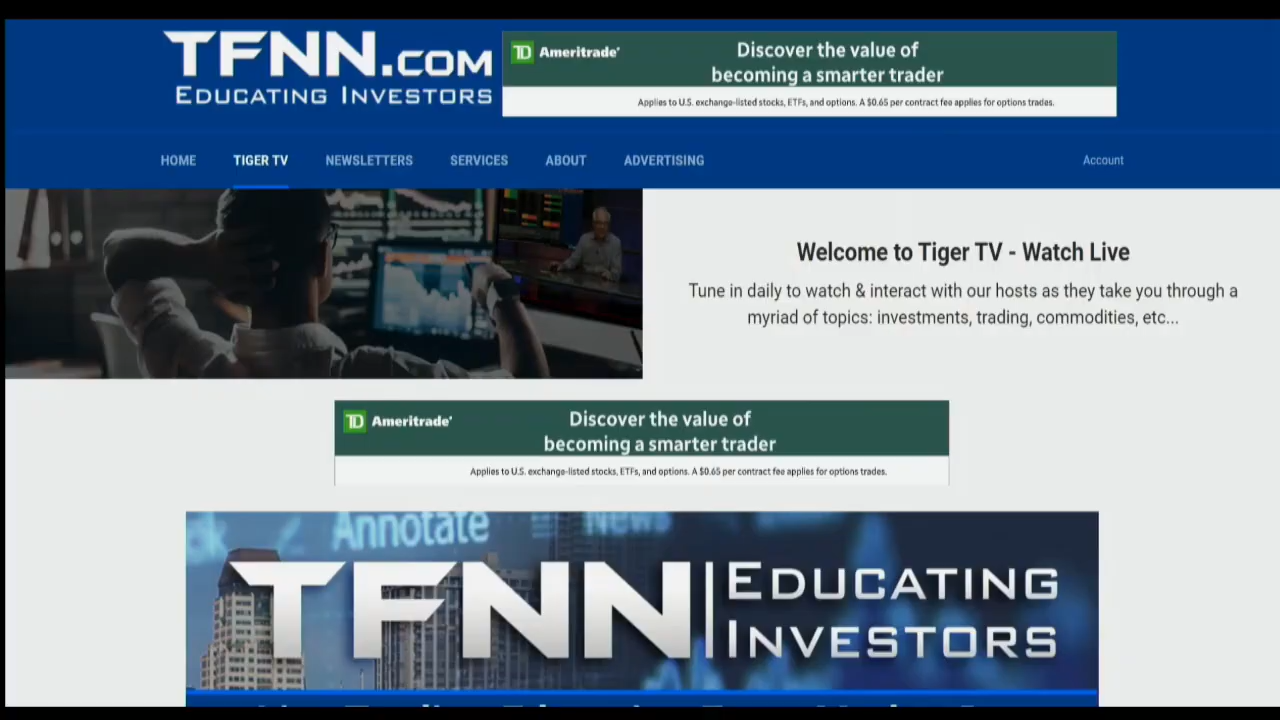 TFNN.COM
EDUCATING INVESTORS
TD Ameritrade
Discover the value of
becoming a smarter trader
Applies to U.S. exchange-listed stocks, ETFs, and options. A $0.65 per contract fee applies for options trades.
HOME TIGER TV NEWSLETTERS SERVICES ABOUT ADVERTISING Account
Welcome to Tiger TV - Watch Live
Tune in daily to watch & interact with our hosts as they take you through a
myriad of topics: investments, trading, commodities, etc...
TD Ameritrade
Discover the value of
becoming a smarter trader
Applies to U.S. exchange-listed stocks, ETFs, and options. A $0.65 per contract fee applies for options trades.
Annotate News
TFNN EDUCATING
INVESTORS